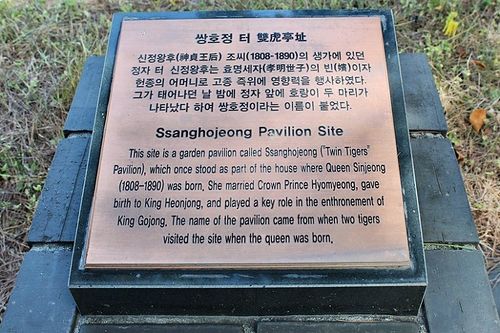 쌍호정 터 雙虎亭址
신정왕후(神貞王后) 조씨(1808-1890)의 생가에 있던
정자 터 신정왕후는 효명세자(孝明世子)의 빈(嬪)이자
헌종의 어머니로 고종 즉위에 영향력을 행사하였다.
그가 태어나던 날 밤에 정자 앞에 호랑이 두 마리가
나타났다 하여 쌍호정이라는 이름이 붙었다.
Ssanghojeong Pavilion Site
This site is a garden pavilion called Ssanghojeong ("Twin Tigers"
Pavilion), which once stood as part of the house where Queen Sinjeong
(1808-1890) was born. She married Crown Prince Hyomyeong, gave
birth to King Heonjong, and played a key role in the enthronement of
King Gojong. The name of the pavilion came from when two tigers
visited the site when the queen was born.